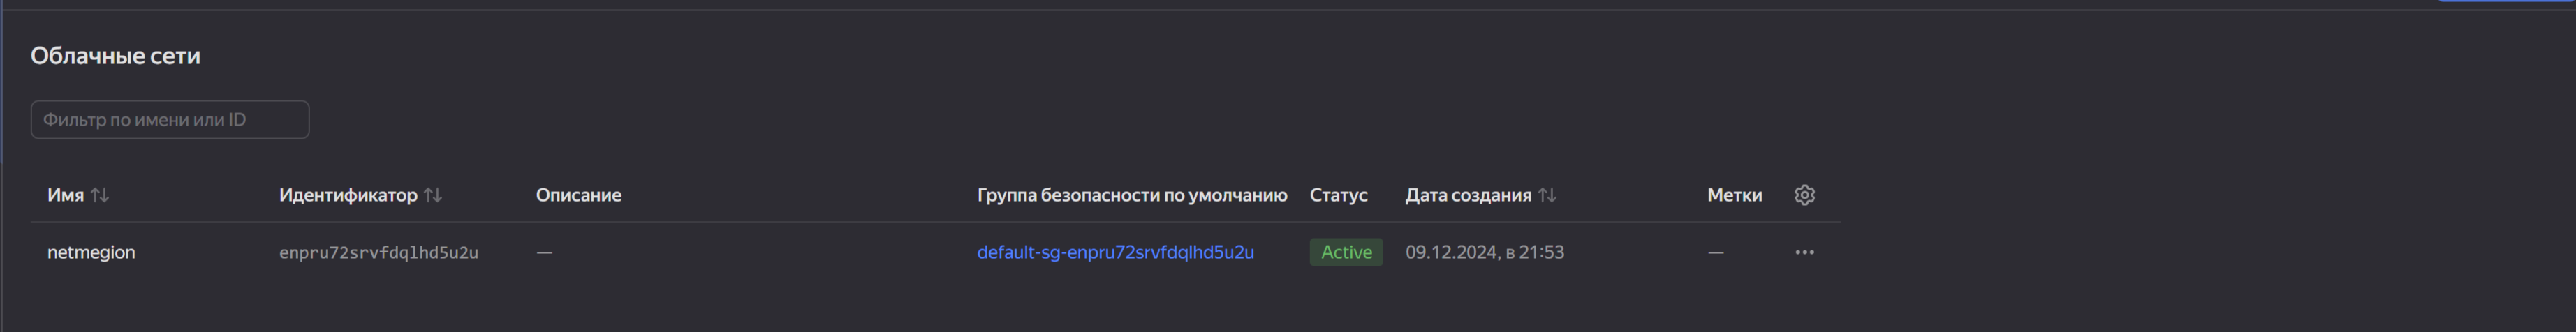 Облачные сети
Фильтр по имени или ID
Имя Идентификатор Описание Группа безопасности по умолчанию Статус Дата создания Метки
netmegion enpru72srvfdqlhd5u2u — default-sg-enpru72srvfdqlhd5u2u Active 09.12.2024, в 21:53 —